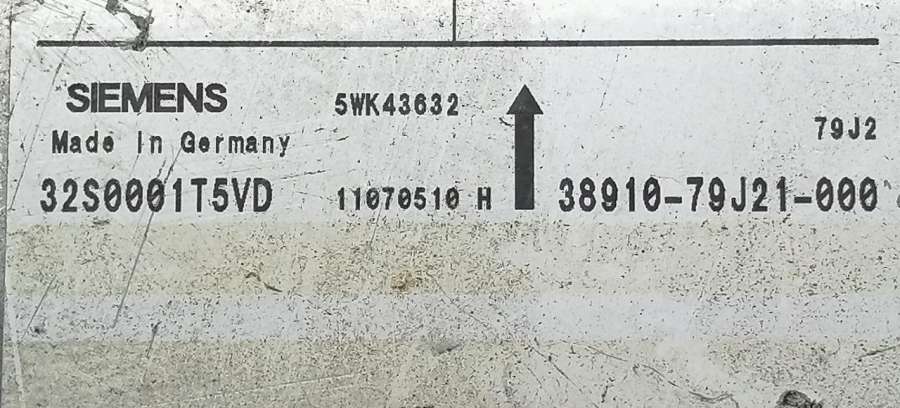 SIEMENS 5WK43632
79J2
Made In Germany
32S0001T5VD 11070510 H 38910-79J21-000